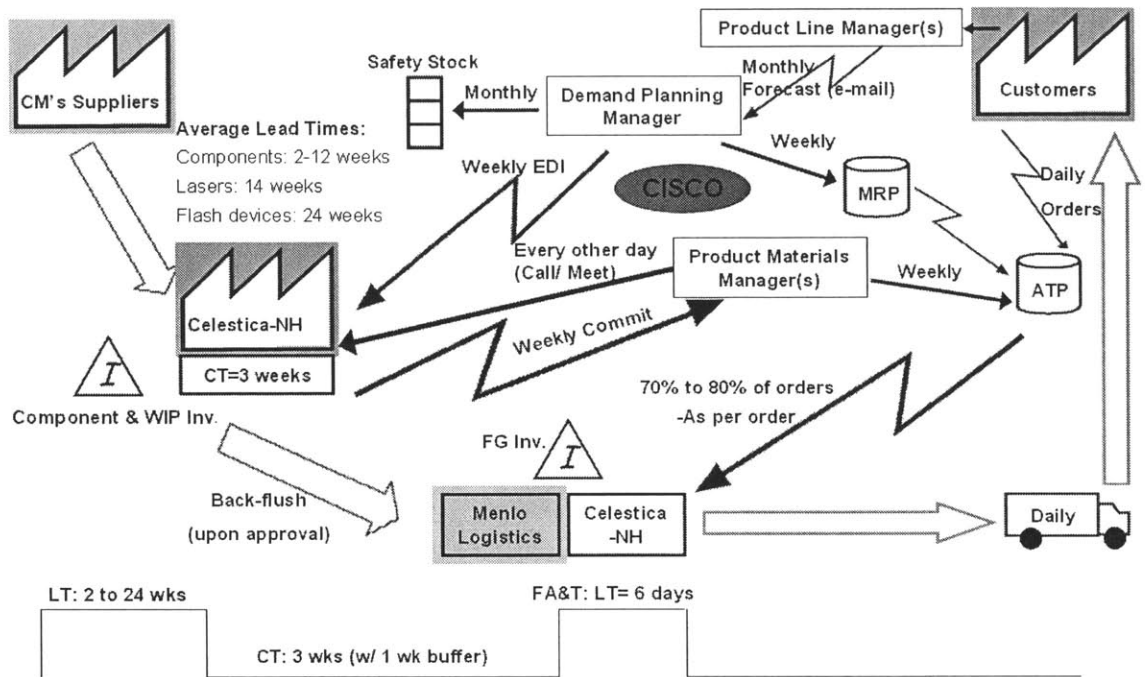 Product Line Manager(s)
CM's Suppliers
Customers
Safety Stock
Monthly
Demand Planning
Manager
Monthly
Forecast (e-mail)
Average Lead Times:
Components: 2-12 weeks
Lasers: 14 weeks
Flash devices: 24 weeks
Weekly EDI
CISCO
Weekly
MRP
Daily
Orders
Every other day
(Call/ Meet)
Product Materials
Manager(s)
Weekly
ATP
Celestica-NH
CT=3 weeks
Weekly Commit
I
Component & WIP Inv.
70% to 80% of orders
-As per order
FG Inv.
I
Back-flush
(upon approval)
Menlo
Logistics
Celestica
-NH
Daily
LT: 2 to 24 wks
FA&T: LT= 6 days
CT: 3 wks (w/ 1 wk buffer)